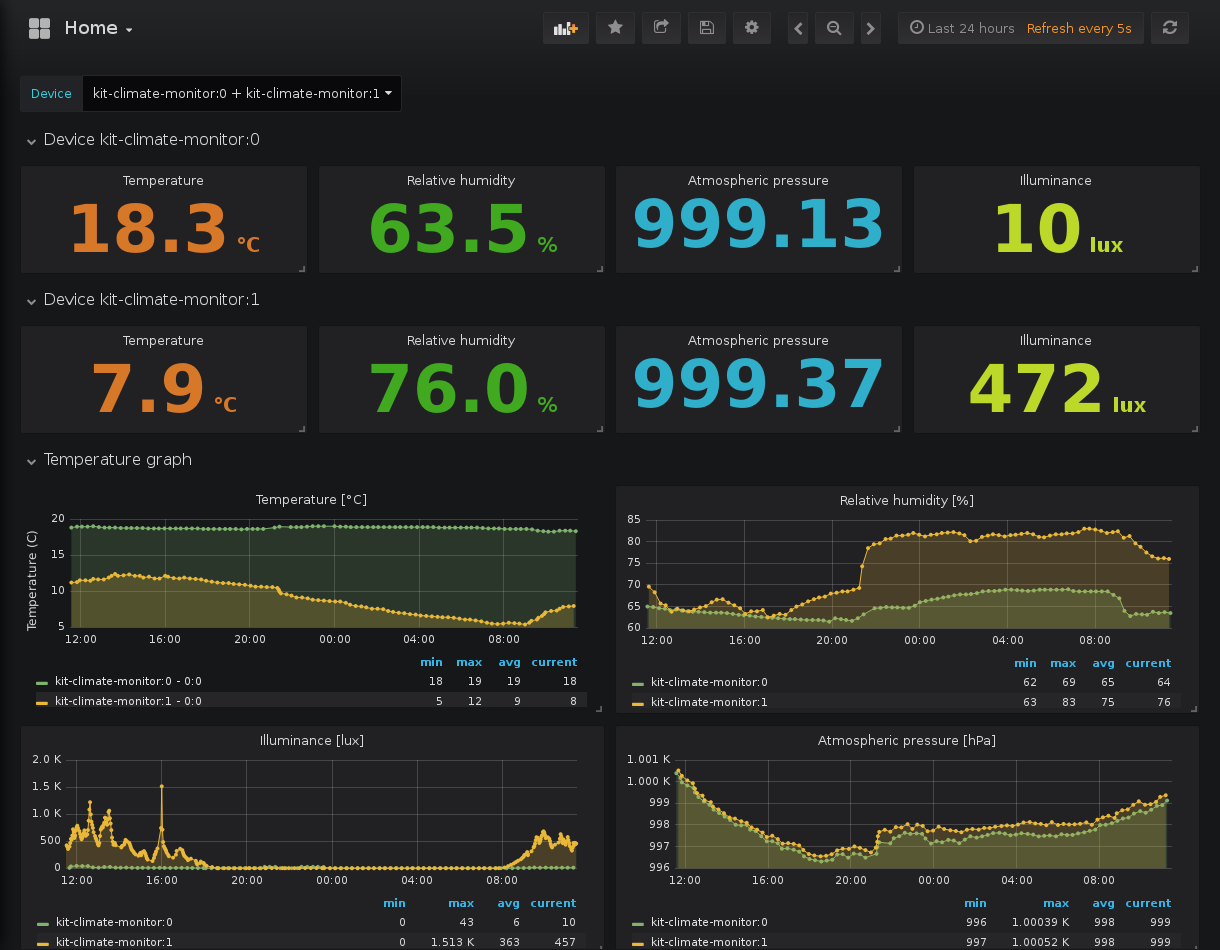 Home
Last 24 hours Refresh every 5s
Device kit-climate-monitor:0 + kit-climate-monitor:1
Device kit-climate-monitor:0
Temperature Relative humidity Atmospheric pressure Illuminance
18.3 °C 63.5 % 999.13 10 lux
Device kit-climate-monitor:1
Temperature Relative humidity Atmospheric pressure Illuminance
7.9 °C 76.0 % 999.37 472 lux
Temperature graph
Temperature [°C]
Temperature (C)
20
15
10
5
12:00 16:00 20:00 00:00 04:00 08:00
min max avg current
kit-climate-monitor:0 - 0:0 18 19 19 18
kit-climate-monitor:1 - 0:0 5 12 9 8
Relative humidity [%]
85
80
75
70
65
60
12:00 16:00 20:00 00:00 04:00 08:00
min max avg current
kit-climate-monitor:0 62 69 65 64
kit-climate-monitor:1 63 83 75 76
Illuminance [lux]
2.0 K
1.5 K
1.0 K
500
0
12:00 16:00 20:00 00:00 04:00 08:00
min max avg current
kit-climate-monitor:0 0 43 6 10
kit-climate-monitor:1 0 1.513 K 363 457
Atmospheric pressure [hPa]
1.001 K
1.000 K
999
998
997
996
12:00 16:00 20:00 00:00 04:00 08:00
min max avg current
kit-climate-monitor:0 996 1.00039 K 998 999
kit-climate-monitor:1 997 1.00052 K 998 999